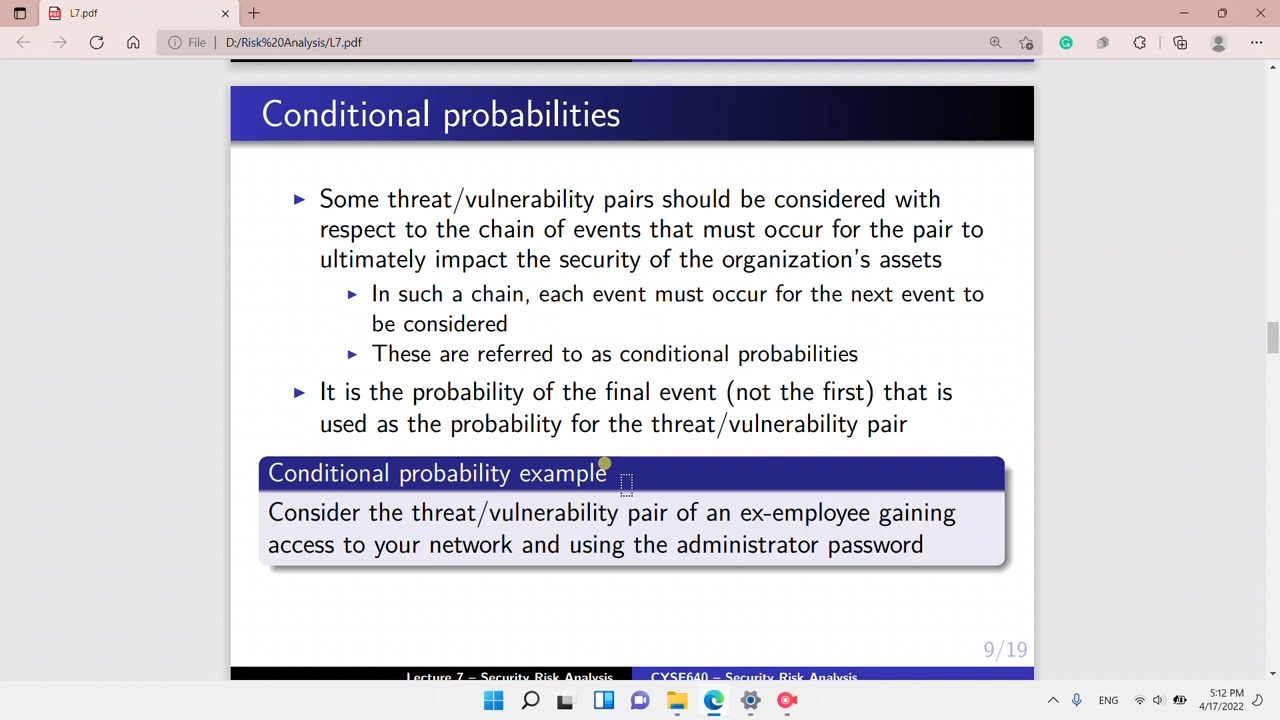 L7.pdf
File D:/Risk%20Analysis/L7.pdf
Conditional probabilities
Some threat/vulnerability pairs should be considered with
respect to the chain of events that must occur for the pair to
ultimately impact the security of the organization's assets
In such a chain, each event must occur for the next event to
be considered
These are referred to as conditional probabilities
It is the probability of the final event (not the first) that is
used as the probability for the threat/vulnerability pair
Conditional probability example
Consider the threat/vulnerability pair of an ex-employee gaining
access to your network and using the administrator password
9/19
Lecture 7 – Security Risk Analysis CYSE640 – Security Risk Analysis
ENG
5:12 PM
4/17/2022